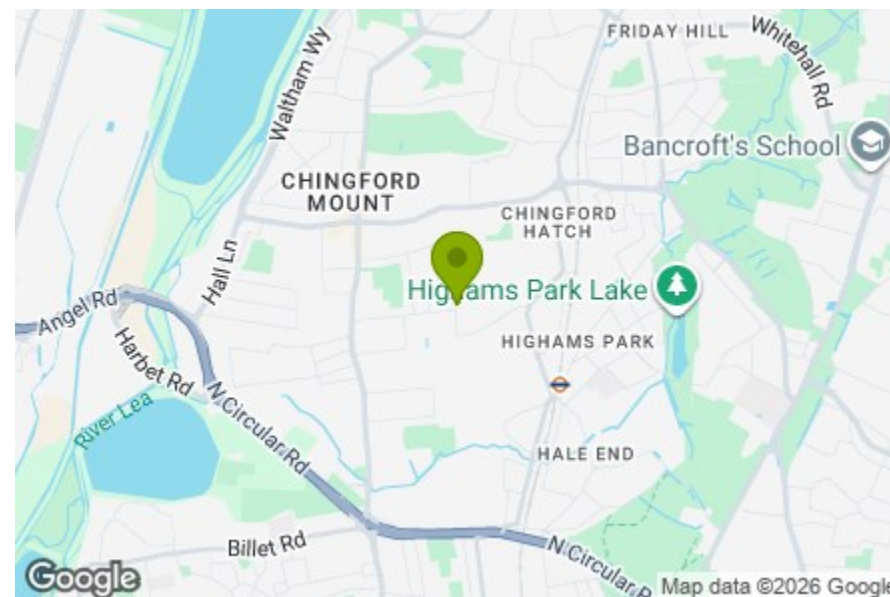 FRIDAY HILL
Whitehall Rd
Waltham Wy
Bancroft's School
CHINGFORD
MOUNT
CHINGFORD
HATCH
Hall Ln
Angel Rd
Highams Park Lake
Harbet Rd
HIGHAMS PARK
River Lea
N Circular Rd
HALE END
Billet Rd
N Circular R
Google
Map data ©2026 Google